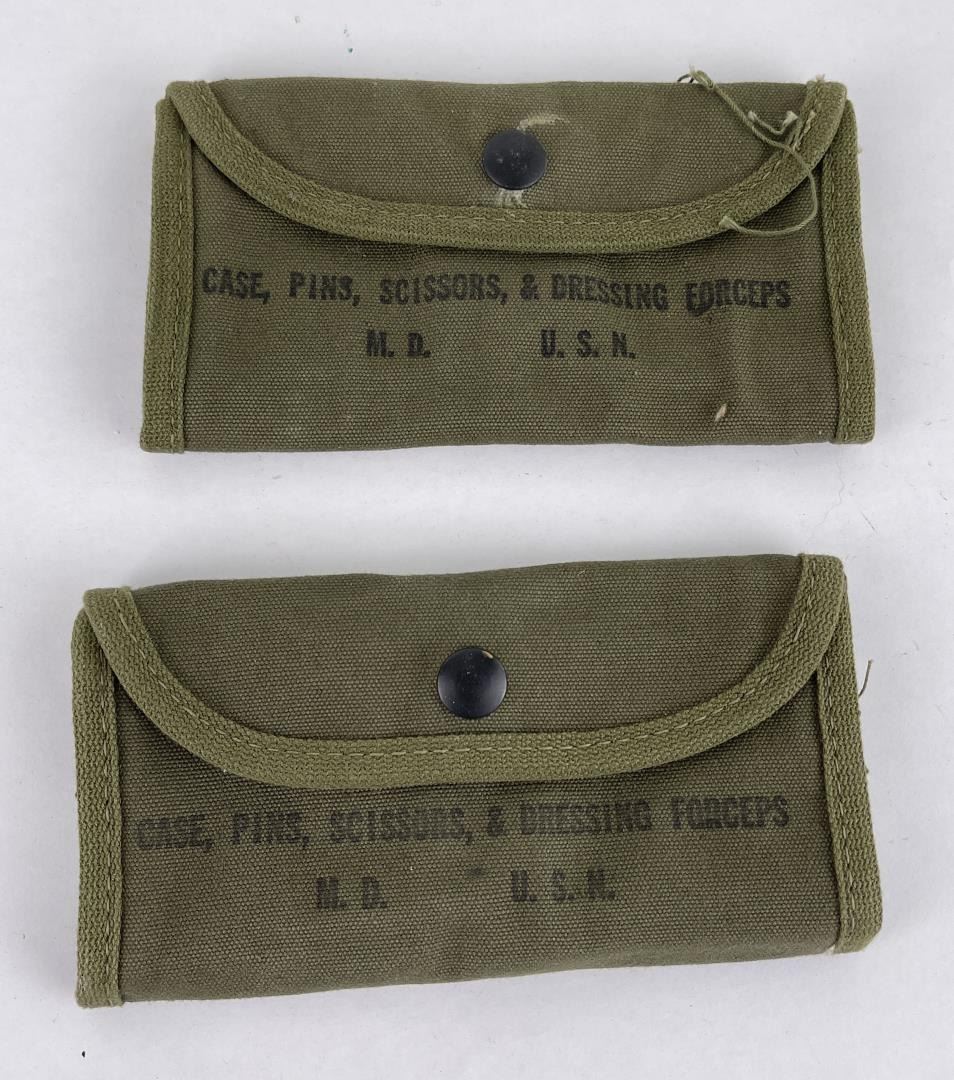 CASE, PINS, SCISSORS, & DRESSING FORCEPS
M. D. U. S. N.
CASE, PINS, SCISSORS, & DRESSING FORCEPS
M. D. U. S. N.